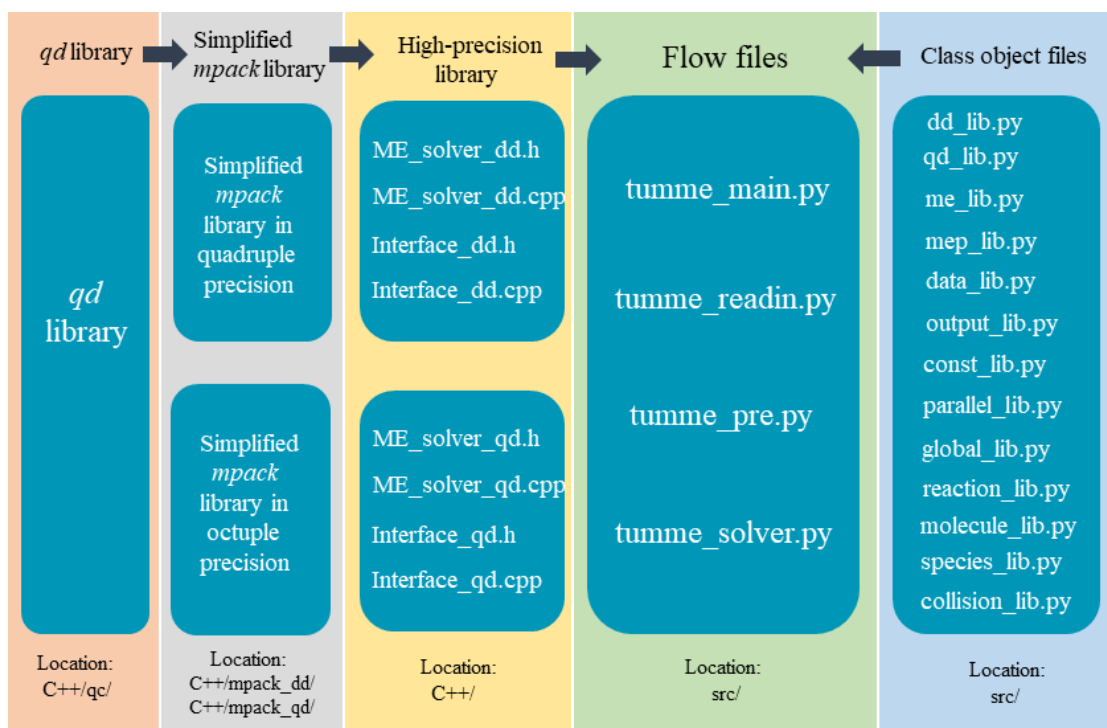 qd library
Simplified
mpack library
High-precision
library
Flow files
Class object files
qd
library
Simplified
mpack
library in
quadruple
precision
Simplified
mpack
library in
octuple
precision
ME_solver_dd.h
ME_solver_dd.cpp
Interface_dd.h
Interface_dd.cpp
ME_solver_qd.h
ME_solver_qd.cpp
Interface_qd.h
Interface_qd.cpp
tumme_main.py
tumme_readin.py
tumme_pre.py
tumme_solver.py
dd_lib.py
qd_lib.py
me_lib.py
mep_lib.py
data_lib.py
output_lib.py
const_lib.py
parallel_lib.py
global_lib.py
reaction_lib.py
molecule_lib.py
species_lib.py
collision_lib.py
Location:
C++/qc/
Location:
C++/mpack_dd/
C++/mpack_qd/
Location:
C++/
Location:
src/
Location:
src/